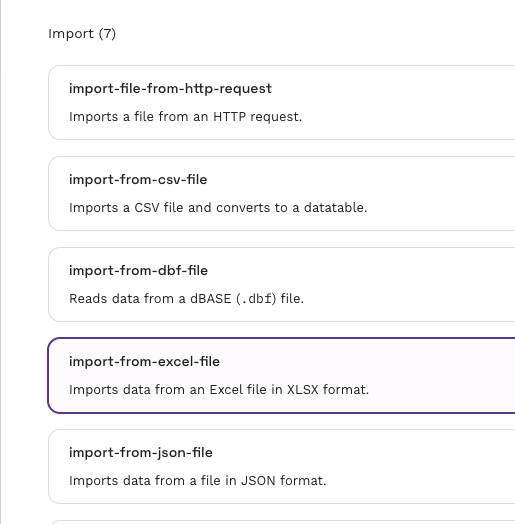 Import (7)
import-file-from-http-request
Imports a file from an HTTP request.
import-from-csv-file
Imports a CSV file and converts to a datatable.
import-from-dbf-file
Reads data from a dBASE (.dbf) file.
import-from-excel-file
Imports data from an Excel file in XLSX format.
import-from-json-file
Imports data from a file in JSON format.